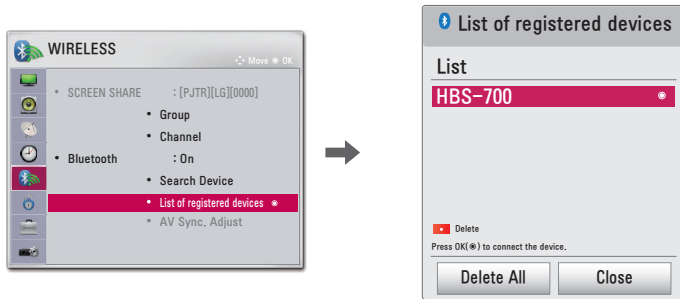 WIRELESS
Move ◉ OK
• SCREEN SHARE : [PJTR][LG][0000]
• Group
• Channel
• Bluetooth : On
• Search Device
• List of registered devices ◉
• AV Sync. Adjust
List of registered devices
List
HBS-700 ◉
Delete
Press OK(◉) to connect the device.
Delete All
Close